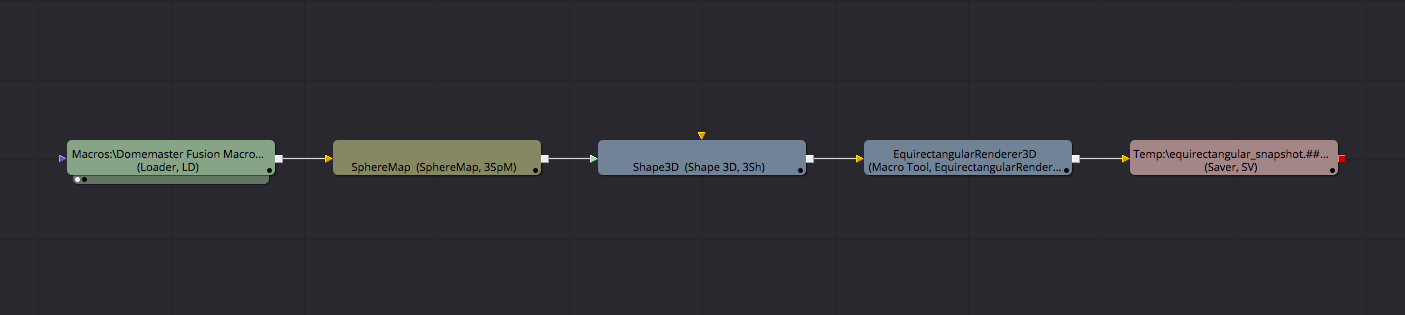 Macros:\Domemaster Fusion Macro...
(Loader, LD)
SphereMap (SphereMap, 3SpM)
Shape3D (Shape 3D, 3Sh)
EquirectangularRenderer3D
(Macro Tool, EquirectangularRender...
Temp:\equirectangular_snapshot.##...
(Saver, SV)